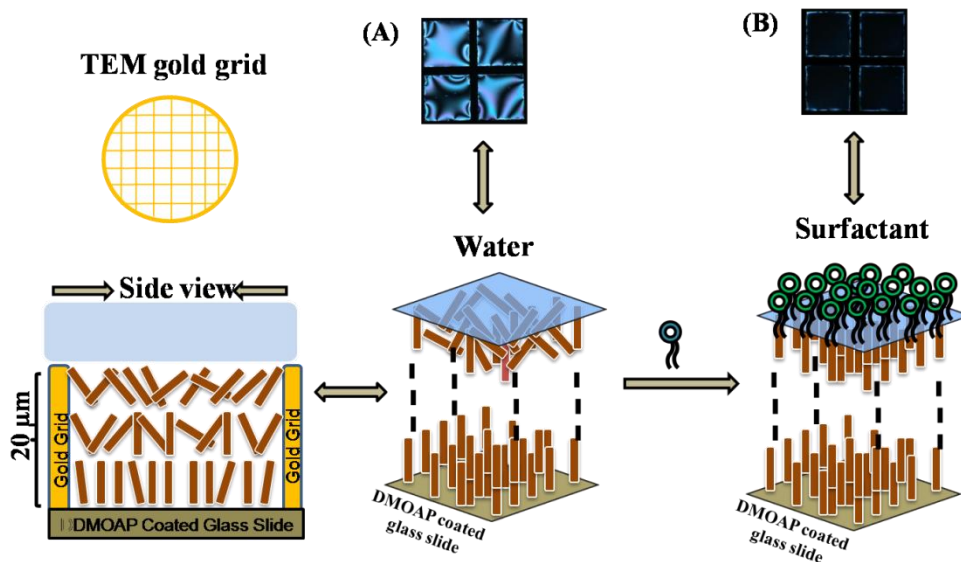 (A)
(B)
TEM gold grid
Water
Surfactant
Side view
20 µm
Gold Grid
Gold Grid
DMOAP Coated Glass Slide
DMOAP coated
glass slide
DMOAP coated
glass slide